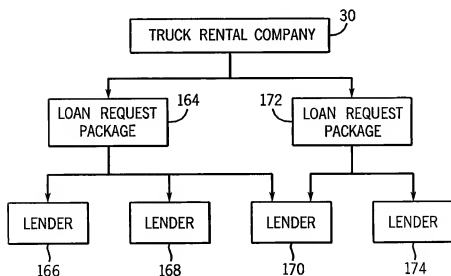 30
TRUCK RENTAL COMPANY
164
172
LOAN REQUEST
PACKAGE
LOAN REQUEST
PACKAGE
LENDER
LENDER
LENDER
LENDER
166
168
170
174